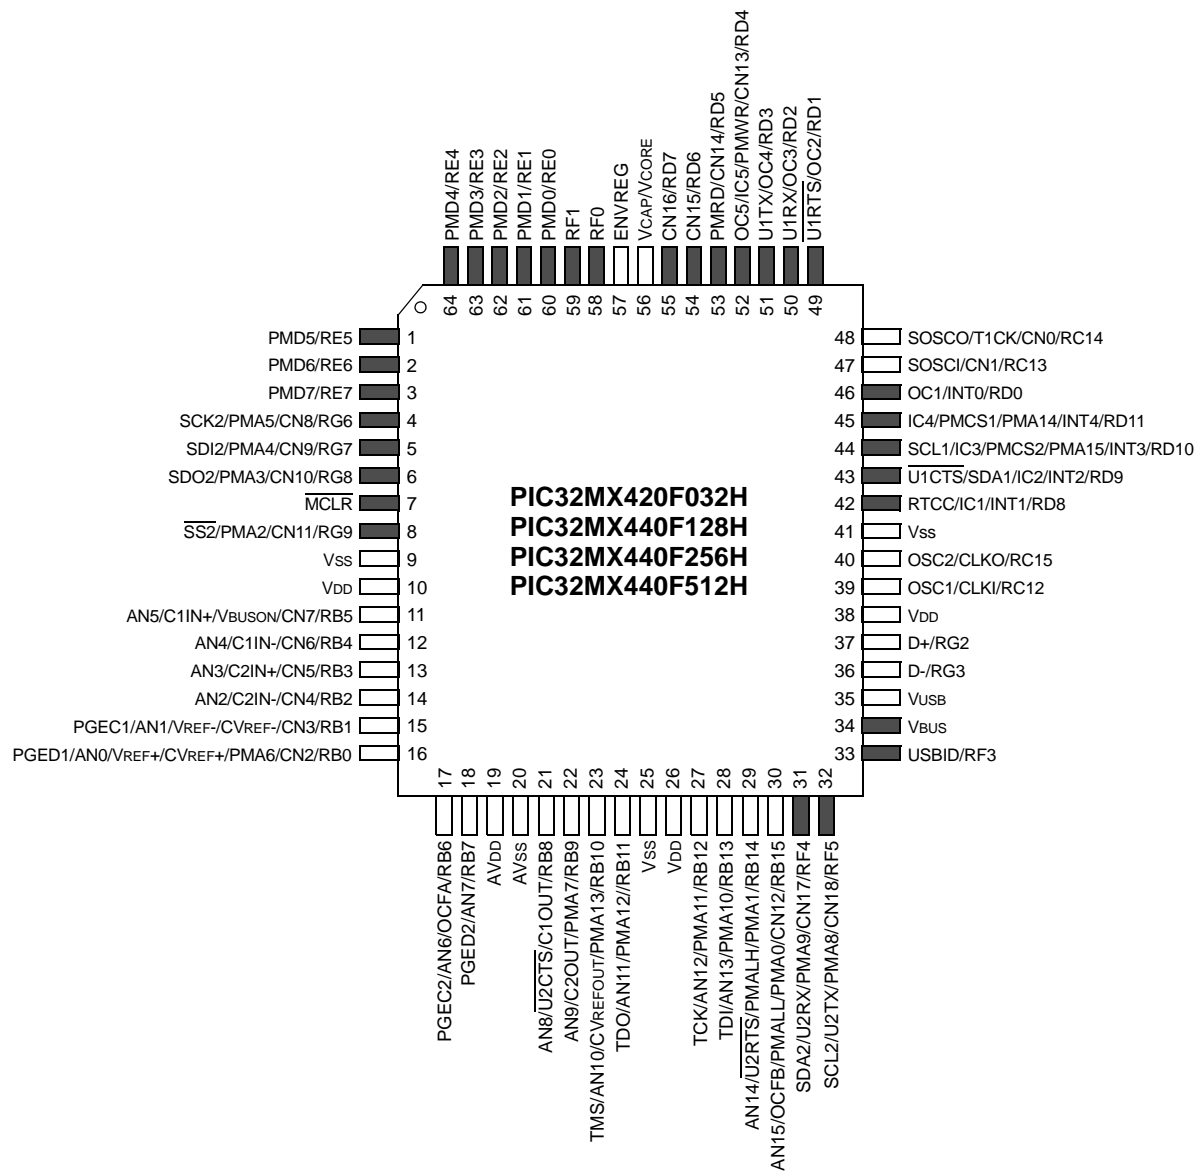 PMD4/RE4
PMD3/RE3
PMD2/RE2
PMD1/RE1
PMD0/RE0
RF1
RF0
ENVREG
VCAP/VCORE
CN16/RD7
CN15/RD6
PMRD/CN14/RD5
OC5/IC5/PMWR/CN13/RD4
U1TX/OC4/RD3
U1RX/OC3/RD2
U1RTS/OC2/RD1
64
63
62
61
60
59
58
57
56
55
54
53
52
51
50
49
PMD5/RE5 1
PMD6/RE6 2
PMD7/RE7 3
SCK2/PMA5/CN8/RG6 4
SDI2/PMA4/CN9/RG7 5
SDO2/PMA3/CN10/RG8 6
MCLR 7
SS2/PMA2/CN11/RG9 8
VSS 9
VDD 10
AN5/C1IN+/VBUSON/CN7/RB5 11
AN4/C1IN-/CN6/RB4 12
AN3/C2IN+/CN5/RB3 13
AN2/C2IN-/CN4/RB2 14
PGEC1/AN1/VREF-/CVREF-/CN3/RB1 15
PGED1/AN0/VREF+/CVREF+/PMA6/CN2/RB0 16
PIC32MX420F032H
PIC32MX440F128H
PIC32MX440F256H
PIC32MX440F512H
48 SOSCO/T1CK/CN0/RC14
47 SOSCI/CN1/RC13
46 OC1/INT0/RD0
45 IC4/PMCS1/PMA14/INT4/RD11
44 SCL1/IC3/PMCS2/PMA15/INT3/RD10
43 U1CTS/SDA1/IC2/INT2/RD9
42 RTCC/IC1/INT1/RD8
41 Vss
40 OSC2/CLKO/RC15
39 OSC1/CLKI/RC12
38 VDD
37 D+/RG2
36 D-/RG3
35 VUSB
34 VBUS
33 USBID/RF3
17
18
19
20
21
22
23
24
25
26
27
28
29
30
31
32
PGEC2/AN6/OCFA/RB6
PGED2/AN7/RB7
AVDD
AVSS
AN8/U2CTS/C1OUT/RB8
AN9/C2OUT/PMA7/RB9
TMS/AN10/CVREFOUT/PMA13/RB10
TDO/AN11/PMA12//RB11
VSS
VDD
TCK/AN12/PMA11/RB12
TDI/AN13/PMA10/RB13
AN14/U2RTS/PMALH/PMA1/RB14
AN15/OCFB/PMALL/PMA0/CN12/RB15
SDA2/U2RX/PMA9/CN17/RF4
SCL2/U2TX/PMA8/CN18/RF5